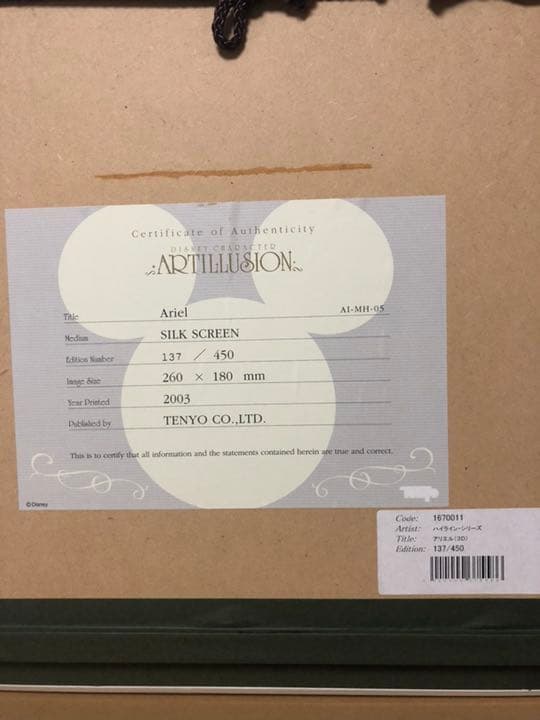 Certificate of Authenticity
DISNEY CHARACTER
ARTILLUSION
Title Ariel AI-MH-05
Medium SILK SCREEN
Edition Number 137 / 450
Image Size 260 × 180 mm
Year Printed 2003
Published by TENYO CO.,LTD.
This is to certify that all information and the statements contained herein are true and correct.
©Disney
Code: 1670011
Artist: ハイライン・シリーズ
Title: アリエル(3D)
Edition: 137/450